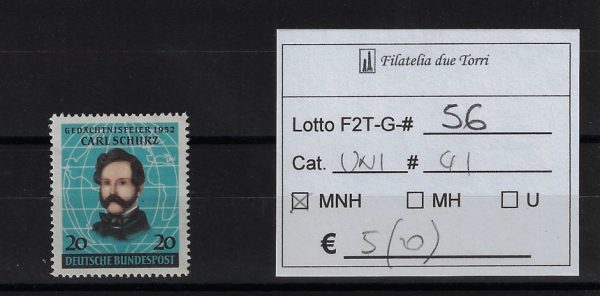 GEDÄCHTNISFEIER 1952
CARL SCHURZ
20 20
DEUTSCHE BUNDESPOST
Filatelia due Torri
Lotto F2T-G-# 56
Cat. UNI # 41
☒ MNH ☐ MH ☐ U
€ 5(20)